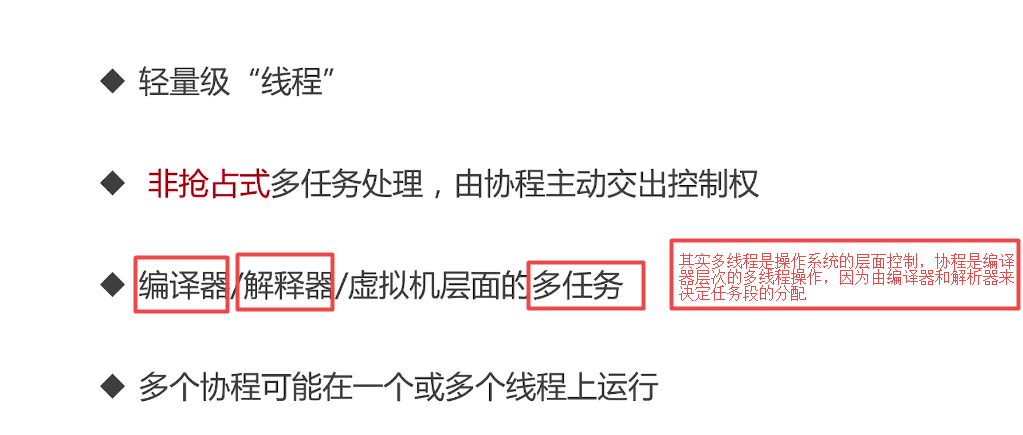 ◆ 轻量级“线程”
◆ 非抢占式多任务处理，由协程主动交出控制权
◆ 编译器/解释器/虚拟机层面的多任务
其实多线程是操作系统的层面控制，协程是编译
器层次的多线程操作，因为由编译器和解析器来
决定任务段的分配
◆ 多个协程可能在一个或多个线程上运行